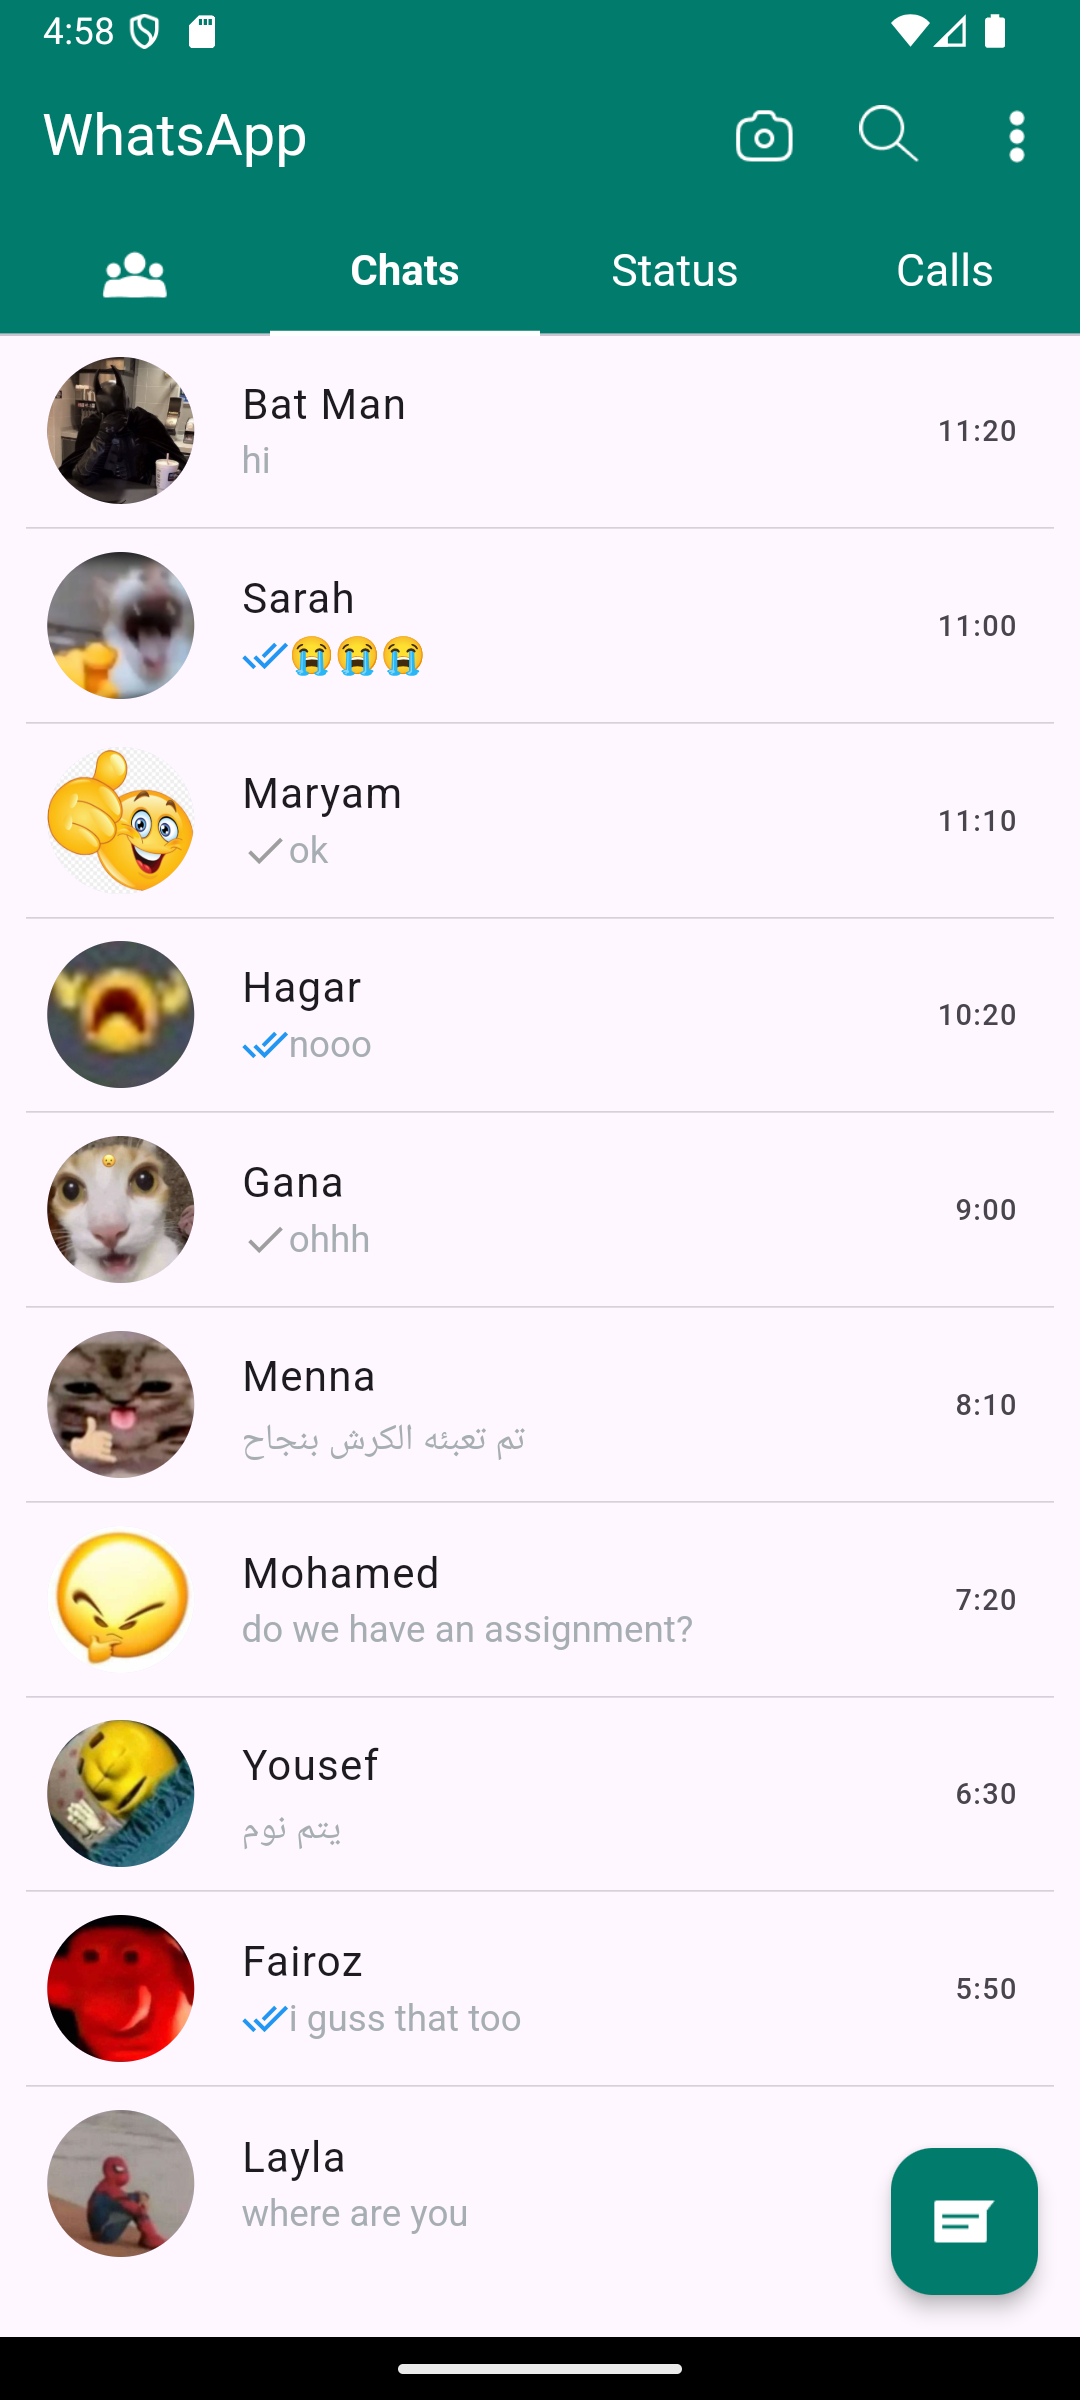 4:58
WhatsApp
Chats
Status
Calls
Bat Man
11:20
hi
Sarah
11:00
😭😭😭
Maryam
11:10
ok
Hagar
10:20
nooo
Gana
9:00
ohhh
Menna
8:10
تم تعبئه الكرش بنجاح
Mohamed
7:20
do we have an assignment?
Yousef
6:30
يتم نوم
Fairoz
5:50
i guss that too
Layla
where are you